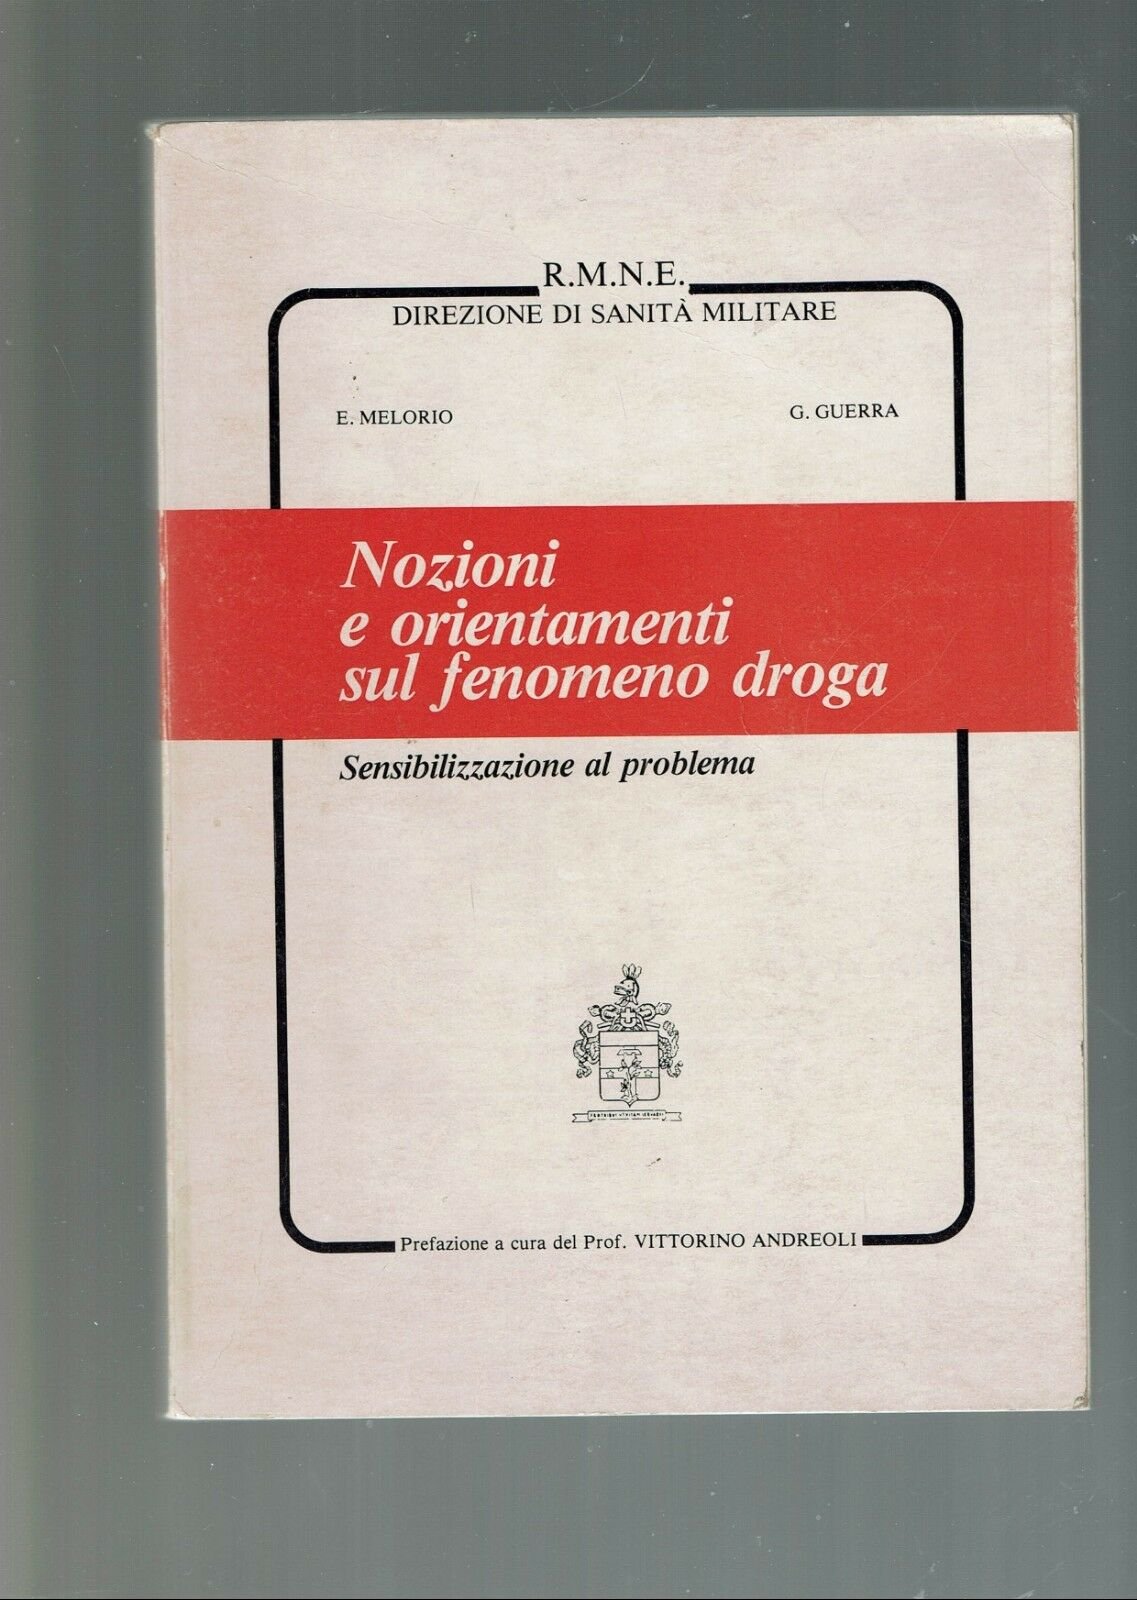 R.M.N.E.
DIREZIONE DI SANITÀ MILITARE
E. MELORIO
G. GUERRA
Nozioni
e orientamenti
sul fenomeno droga
Sensibilizzazione al problema
Prefazione a cura del Prof. VITTORINO ANDREOLI